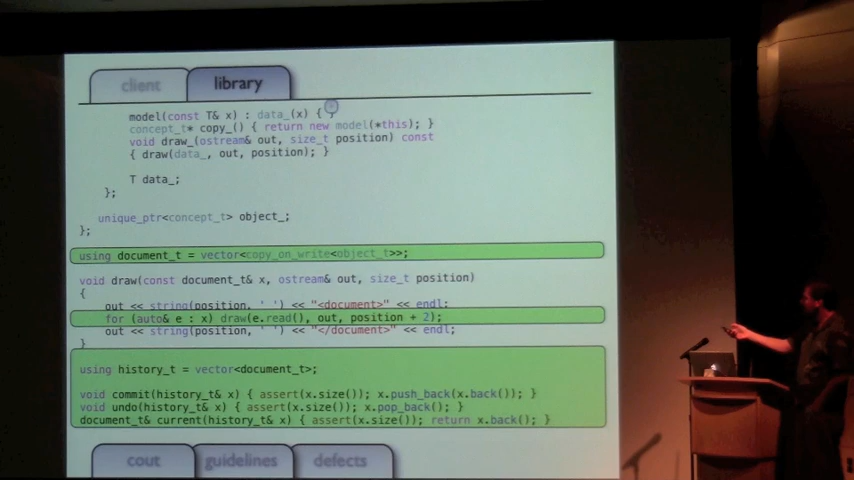 client library
model(const T& x) : data_(x) { }
concept_t* copy_() { return new model(*this); }
void draw_(ostream& out, size_t position) const
{ draw(data_, out, position); }
T data_;
};
unique_ptr<concept_t> object_;
};
using document_t = vector<copy_on_write<object_t>>;
void draw(const document_t& x, ostream& out, size_t position)
{
out << string(position, ' ') << "<document>" << endl;
for (auto& e : x) draw(e.read(), out, position + 2);
out << string(position, ' ') << "</document>" << endl;
}
using history_t = vector<document_t>;
void commit(history_t& x) { assert(x.size()); x.push_back(x.back()); }
void undo(history_t& x) { assert(x.size()); x.pop_back(); }
document_t& current(history_t& x) { assert(x.size()); return x.back(); }
cout guidelines defects